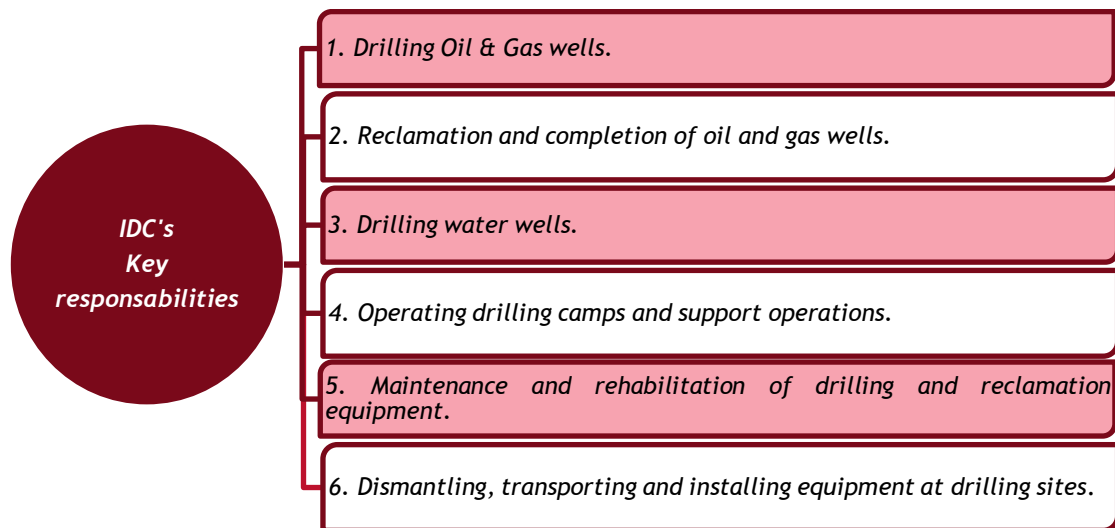 IDC's
Key
responsabilities
1. Drilling Oil & Gas wells.
2. Reclamation and completion of oil and gas wells.
3. Drilling water wells.
4. Operating drilling camps and support operations.
5. Maintenance and rehabilitation of drilling and reclamation
equipment.
6. Dismantling, transporting and installing equipment at drilling sites.